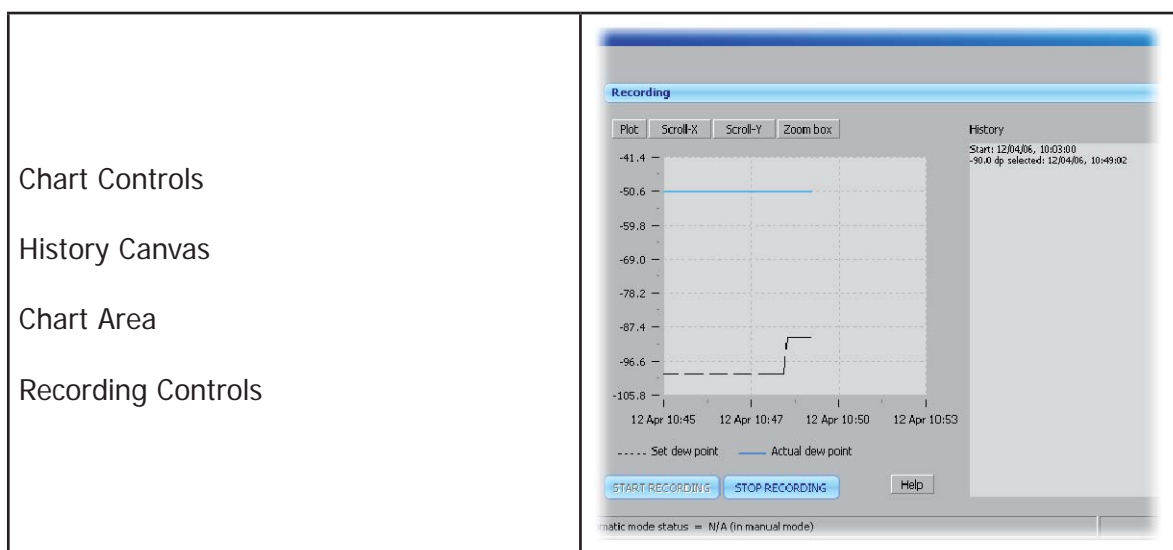 Chart Controls
History Canvas
Chart Area
Recording Controls
Recording
Plot Scroll-X Scroll-Y Zoom box
History
Start: 12/04/06, 10:03:00
-90.0 dp selected: 12/04/06, 10:49:02
-41.4
-50.6
-59.8
-69.0
-78.2
-87.4
-96.6
-105.8
12 Apr 10:45 12 Apr 10:47 12 Apr 10:50 12 Apr 10:53
Set dew point Actual dew point
START RECORDING STOP RECORDING Help
mode status = N/A (in manual mode)